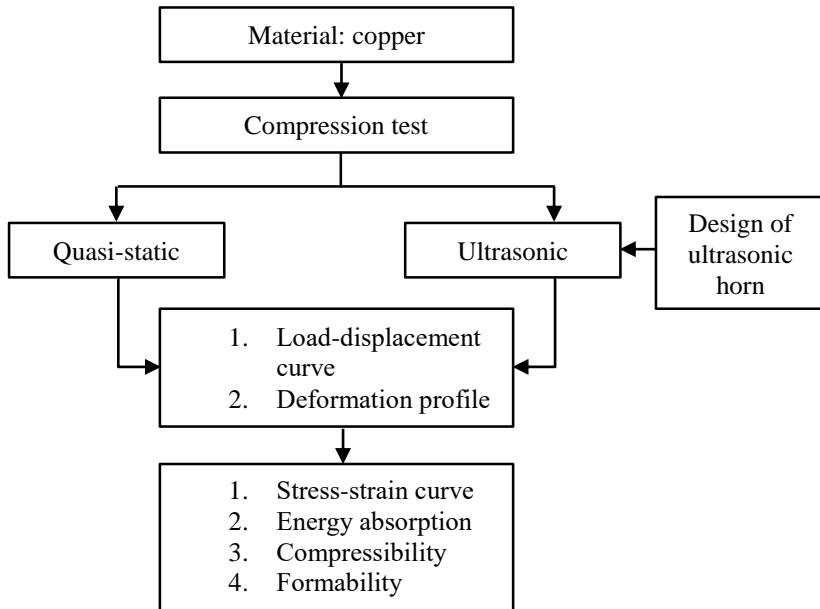 Material: copper
Compression test
Quasi-static
Ultrasonic
Design of
ultrasonic
horn
1. Load-displacement
curve
2. Deformation profile
1. Stress-strain curve
2. Energy absorption
3. Compressibility
4. Formability